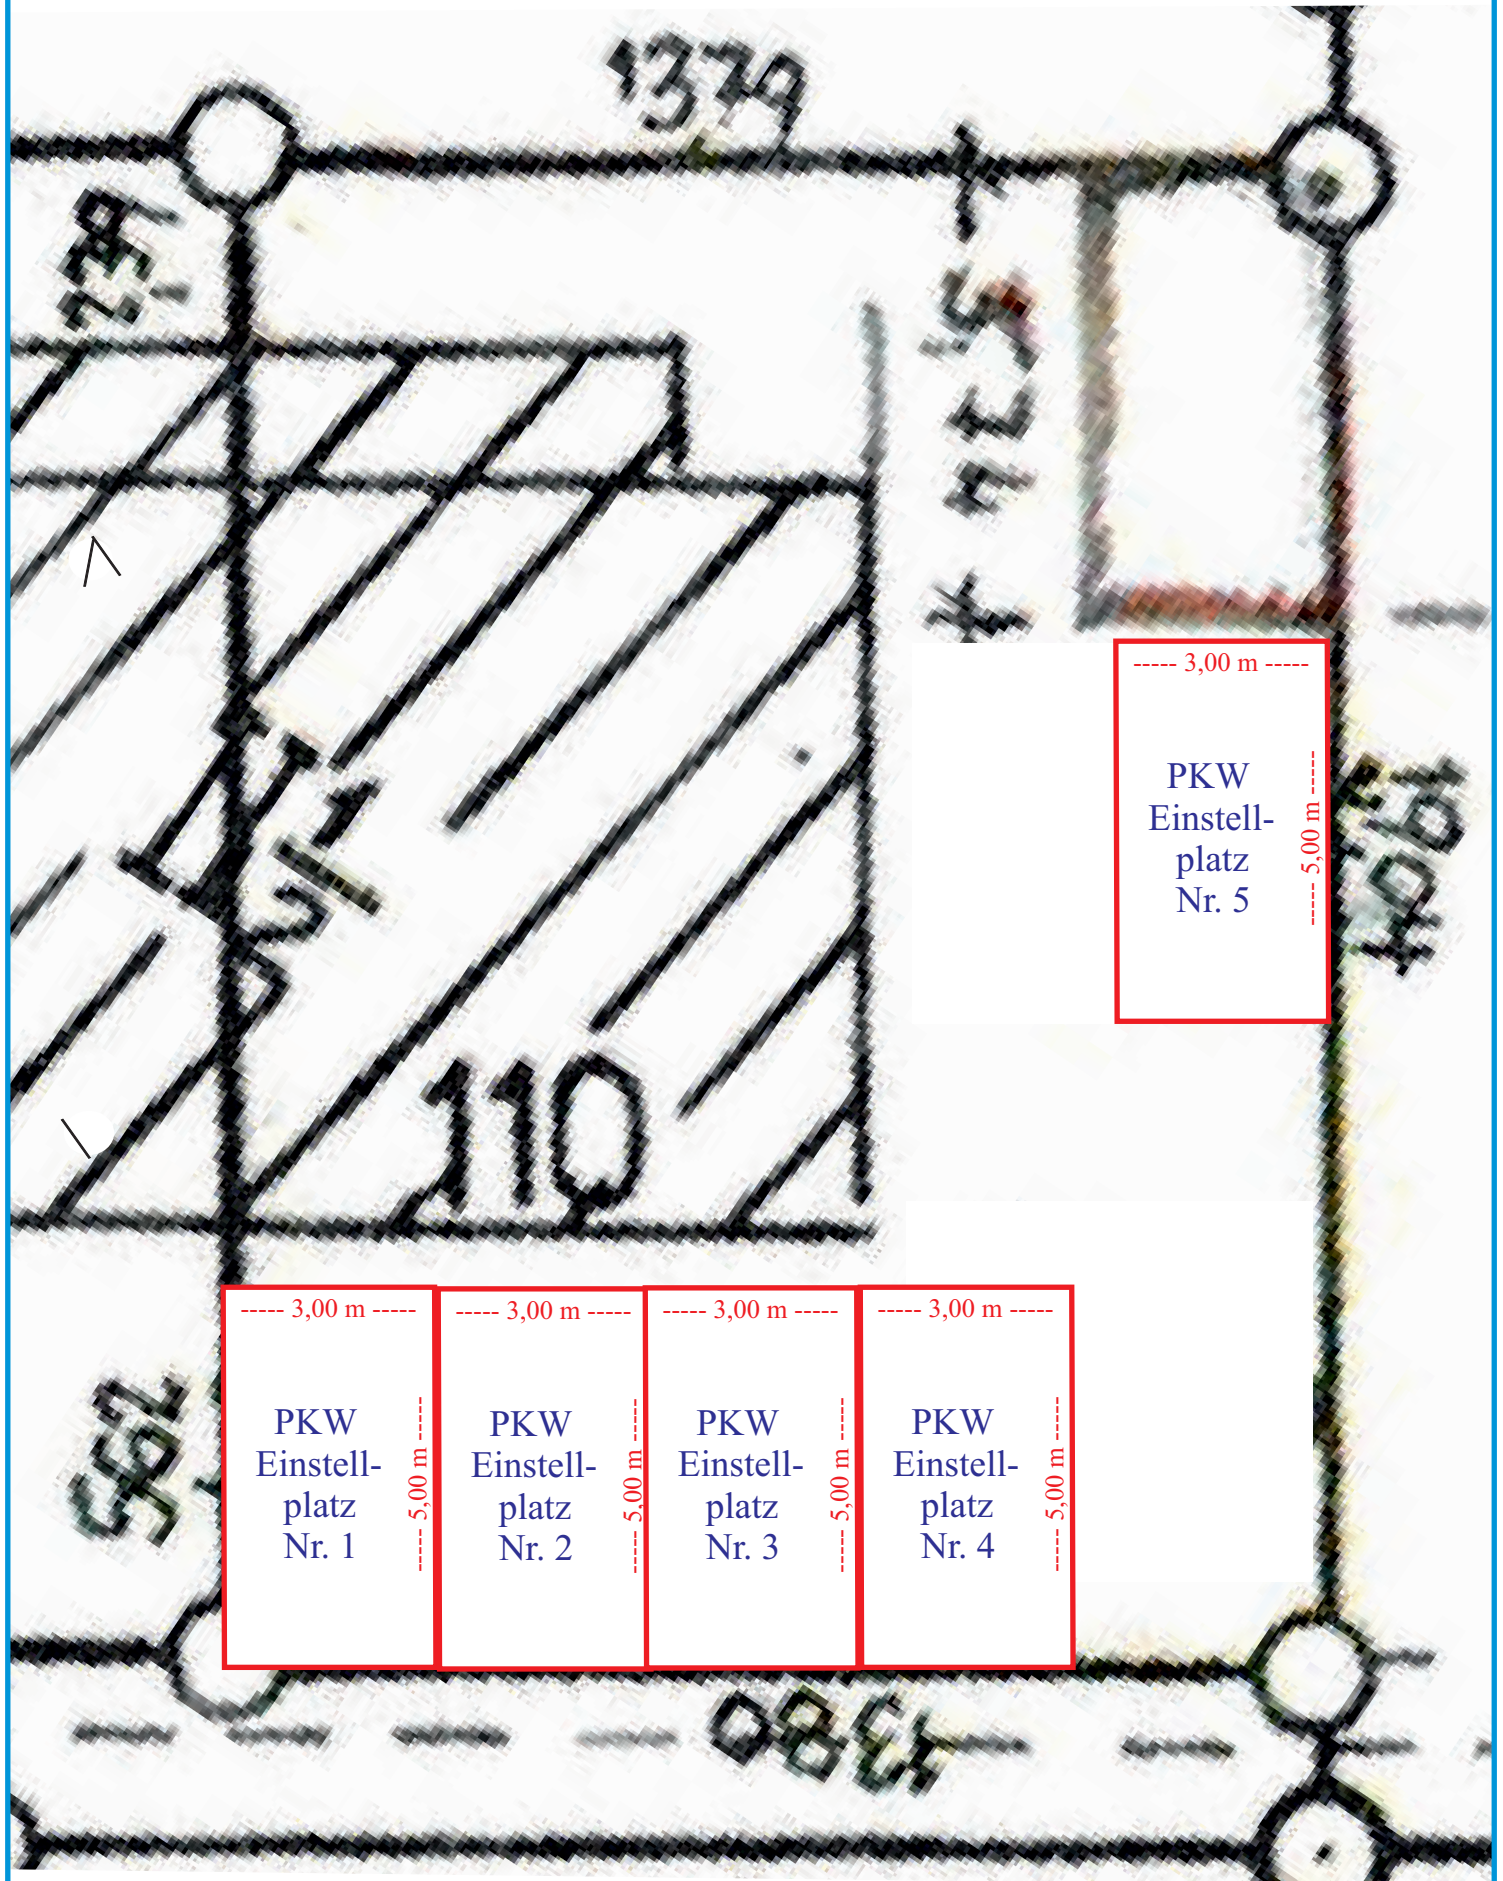 1379
739
----- 3,00 m -----
PKW
Einstell-
platz
Nr. 5
----- 5,00 m -----
110
----- 3,00 m -----
PKW
Einstell-
platz
Nr. 1
----- 5,00 m -----
----- 3,00 m -----
PKW
Einstell-
platz
Nr. 2
----- 5,00 m -----
----- 3,00 m -----
PKW
Einstell-
platz
Nr. 3
----- 5,00 m -----
----- 3,00 m -----
PKW
Einstell-
platz
Nr. 4
----- 5,00 m -----
1380